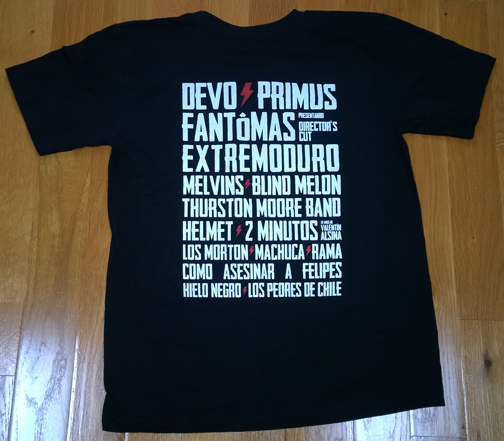 DEVO PRIMUS
FANTôMAS PRESENTANDO DIRECTOR'S CUT
EXTREMODURO
MELVINS BLIND MELON
THURSTON MOORE BAND
HELMET 2 MINUTOS VALENTÍN ALSINA
LOS MORTON MACHUCA RAMA
COMO ASESINAR A FELIPES
HIELO NEGRO LOS PEORES DE CHILE